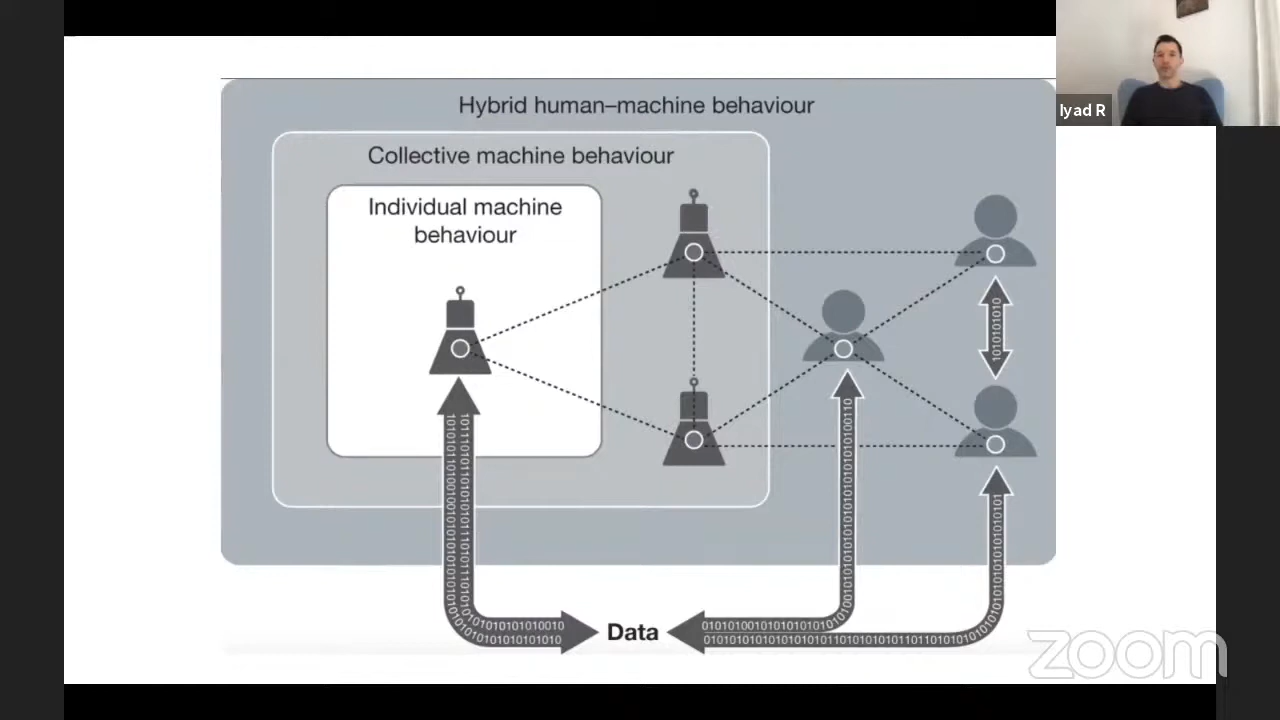 Hybrid human–machine behaviour
Iyad R
Collective machine behaviour
Individual machine
behaviour
Data
zoom